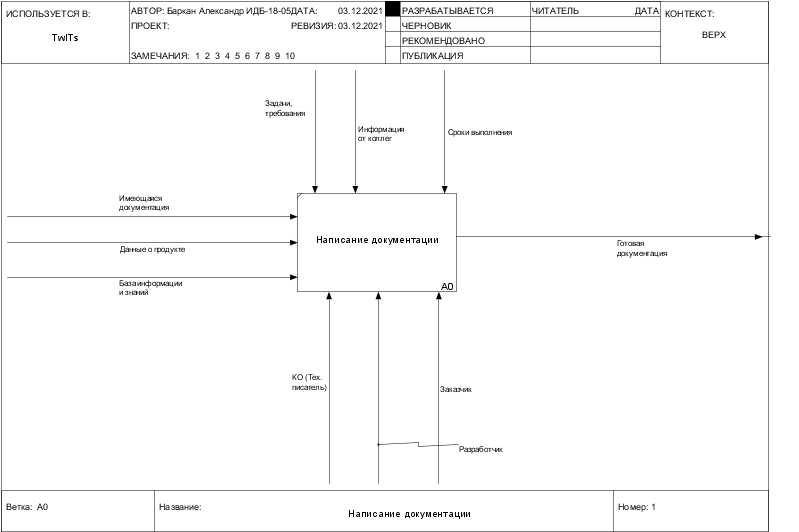 ИСПОЛЬЗУЕТСЯ В:
TwITs
АВТОР: Баркан Александр ИДБ-18-05ДАТА: 03.12.2021
ПРОЕКТ: РЕВИЗИЯ: 03.12.2021
ЗАМЕЧАНИЯ: 1 2 3 4 5 6 7 8 9 10
РАЗРАБАТЫВАЕТСЯ
ЧЕРНОВИК
РЕКОМЕНДОВАНО
ПУБЛИКАЦИЯ
ЧИТАТЕЛЬ ДАТА
КОНТЕКСТ:
ВЕРХ
Задачи,
требования
Информация
от коллег
Сроки выполнения
Имеющаяся
документация
Данные о продукте
База информации
и знаний
Написание документации
A0
Готовая
документация
КО (Тех.
писатель)
Заказчик
Разработчик
Ветка: A0
Название:
Написание документации
Номер: 1